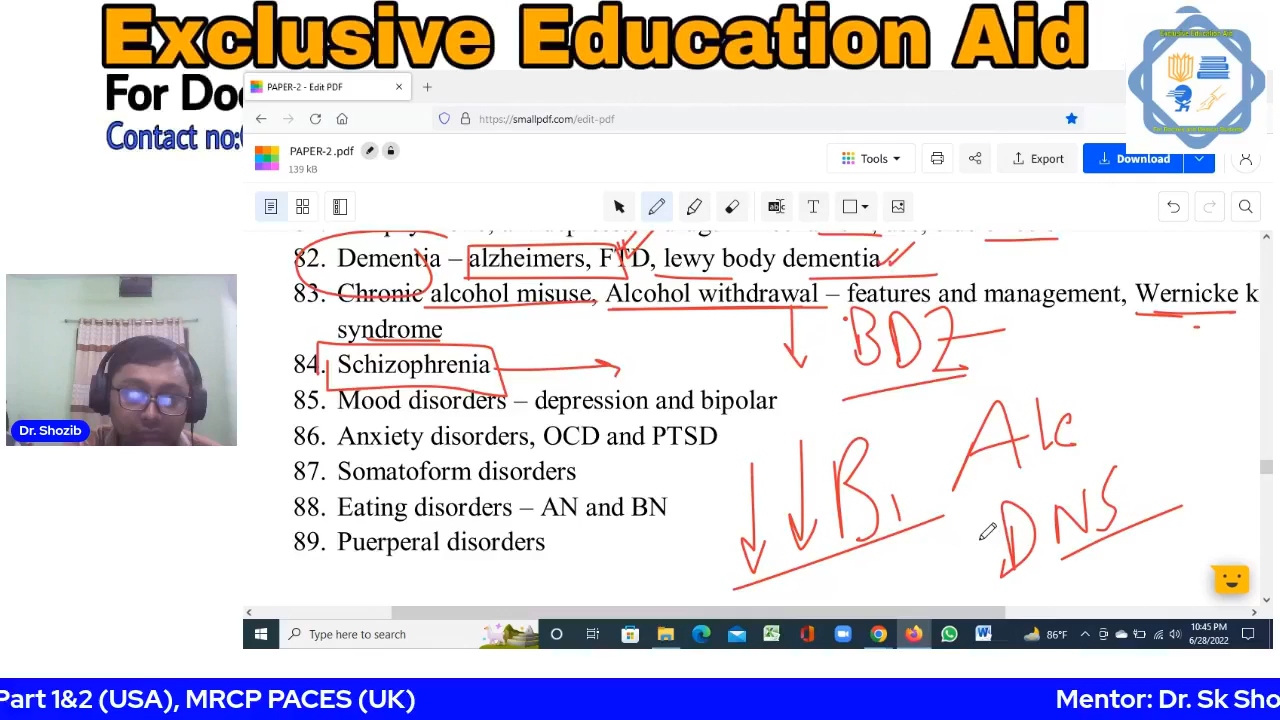 Exclusive Education Aid
For Doc
Contact no:
Exclusive Education Aid
PAPER-2 - Edit PDF
https://smallpdf.com/edit-pdf
PAPER-2.pdf
139 kB
Tools
Export
Download
82. Dementia – alzheimers, FTD, lewy body dementia
83. Chronic alcohol misuse, Alcohol withdrawal – features and management, Wernicke k
syndrome
BDZ
84. Schizophrenia
85. Mood disorders – depression and bipolar
Alc
86. Anxiety disorders, OCD and PTSD
87. Somatoform disorders
B1
DNS
88. Eating disorders – AN and BN
89. Puerperal disorders
Dr. Shozib
Type here to search
86°F
10:45 PM
6/28/2022
Part 1&2 (USA), MRCP PACES (UK)
Mentor: Dr. Sk Sho